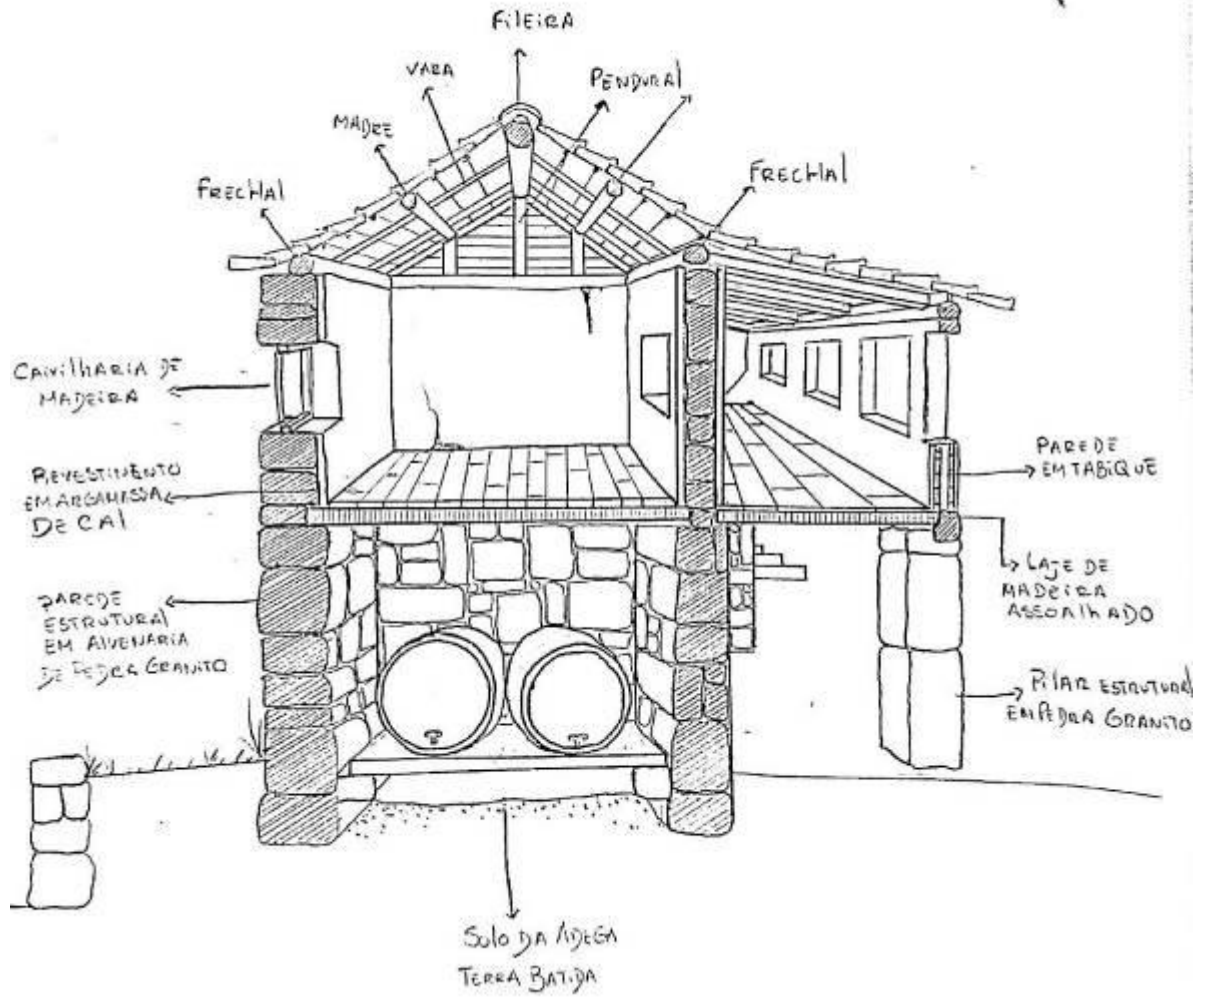 FILEIRA
VARA
PENDURAL
MADRE
FRECHAL
FRECHAL
CAIXILHARIA DE
MADEIRA
PAREDE
EM TABIQUE
REVESTIMENTO
EM ARGAMASSA
DE CAL
LAJE DE
MADEIRA
ASSOALHADO
PAREDE
ESTRUTURAL
EM ALVENARIA
DE PEDRA GRANITO
PILAR ESTRUTURAL
EM PEDRA GRANITO
SOLO DA ADEGA
TERRA BATIDA